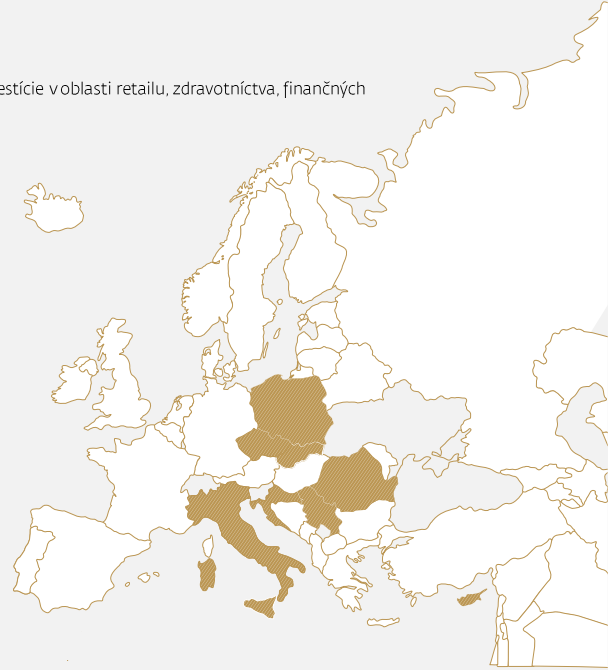 estície v oblasti retailu, zdravotníctva, finančných